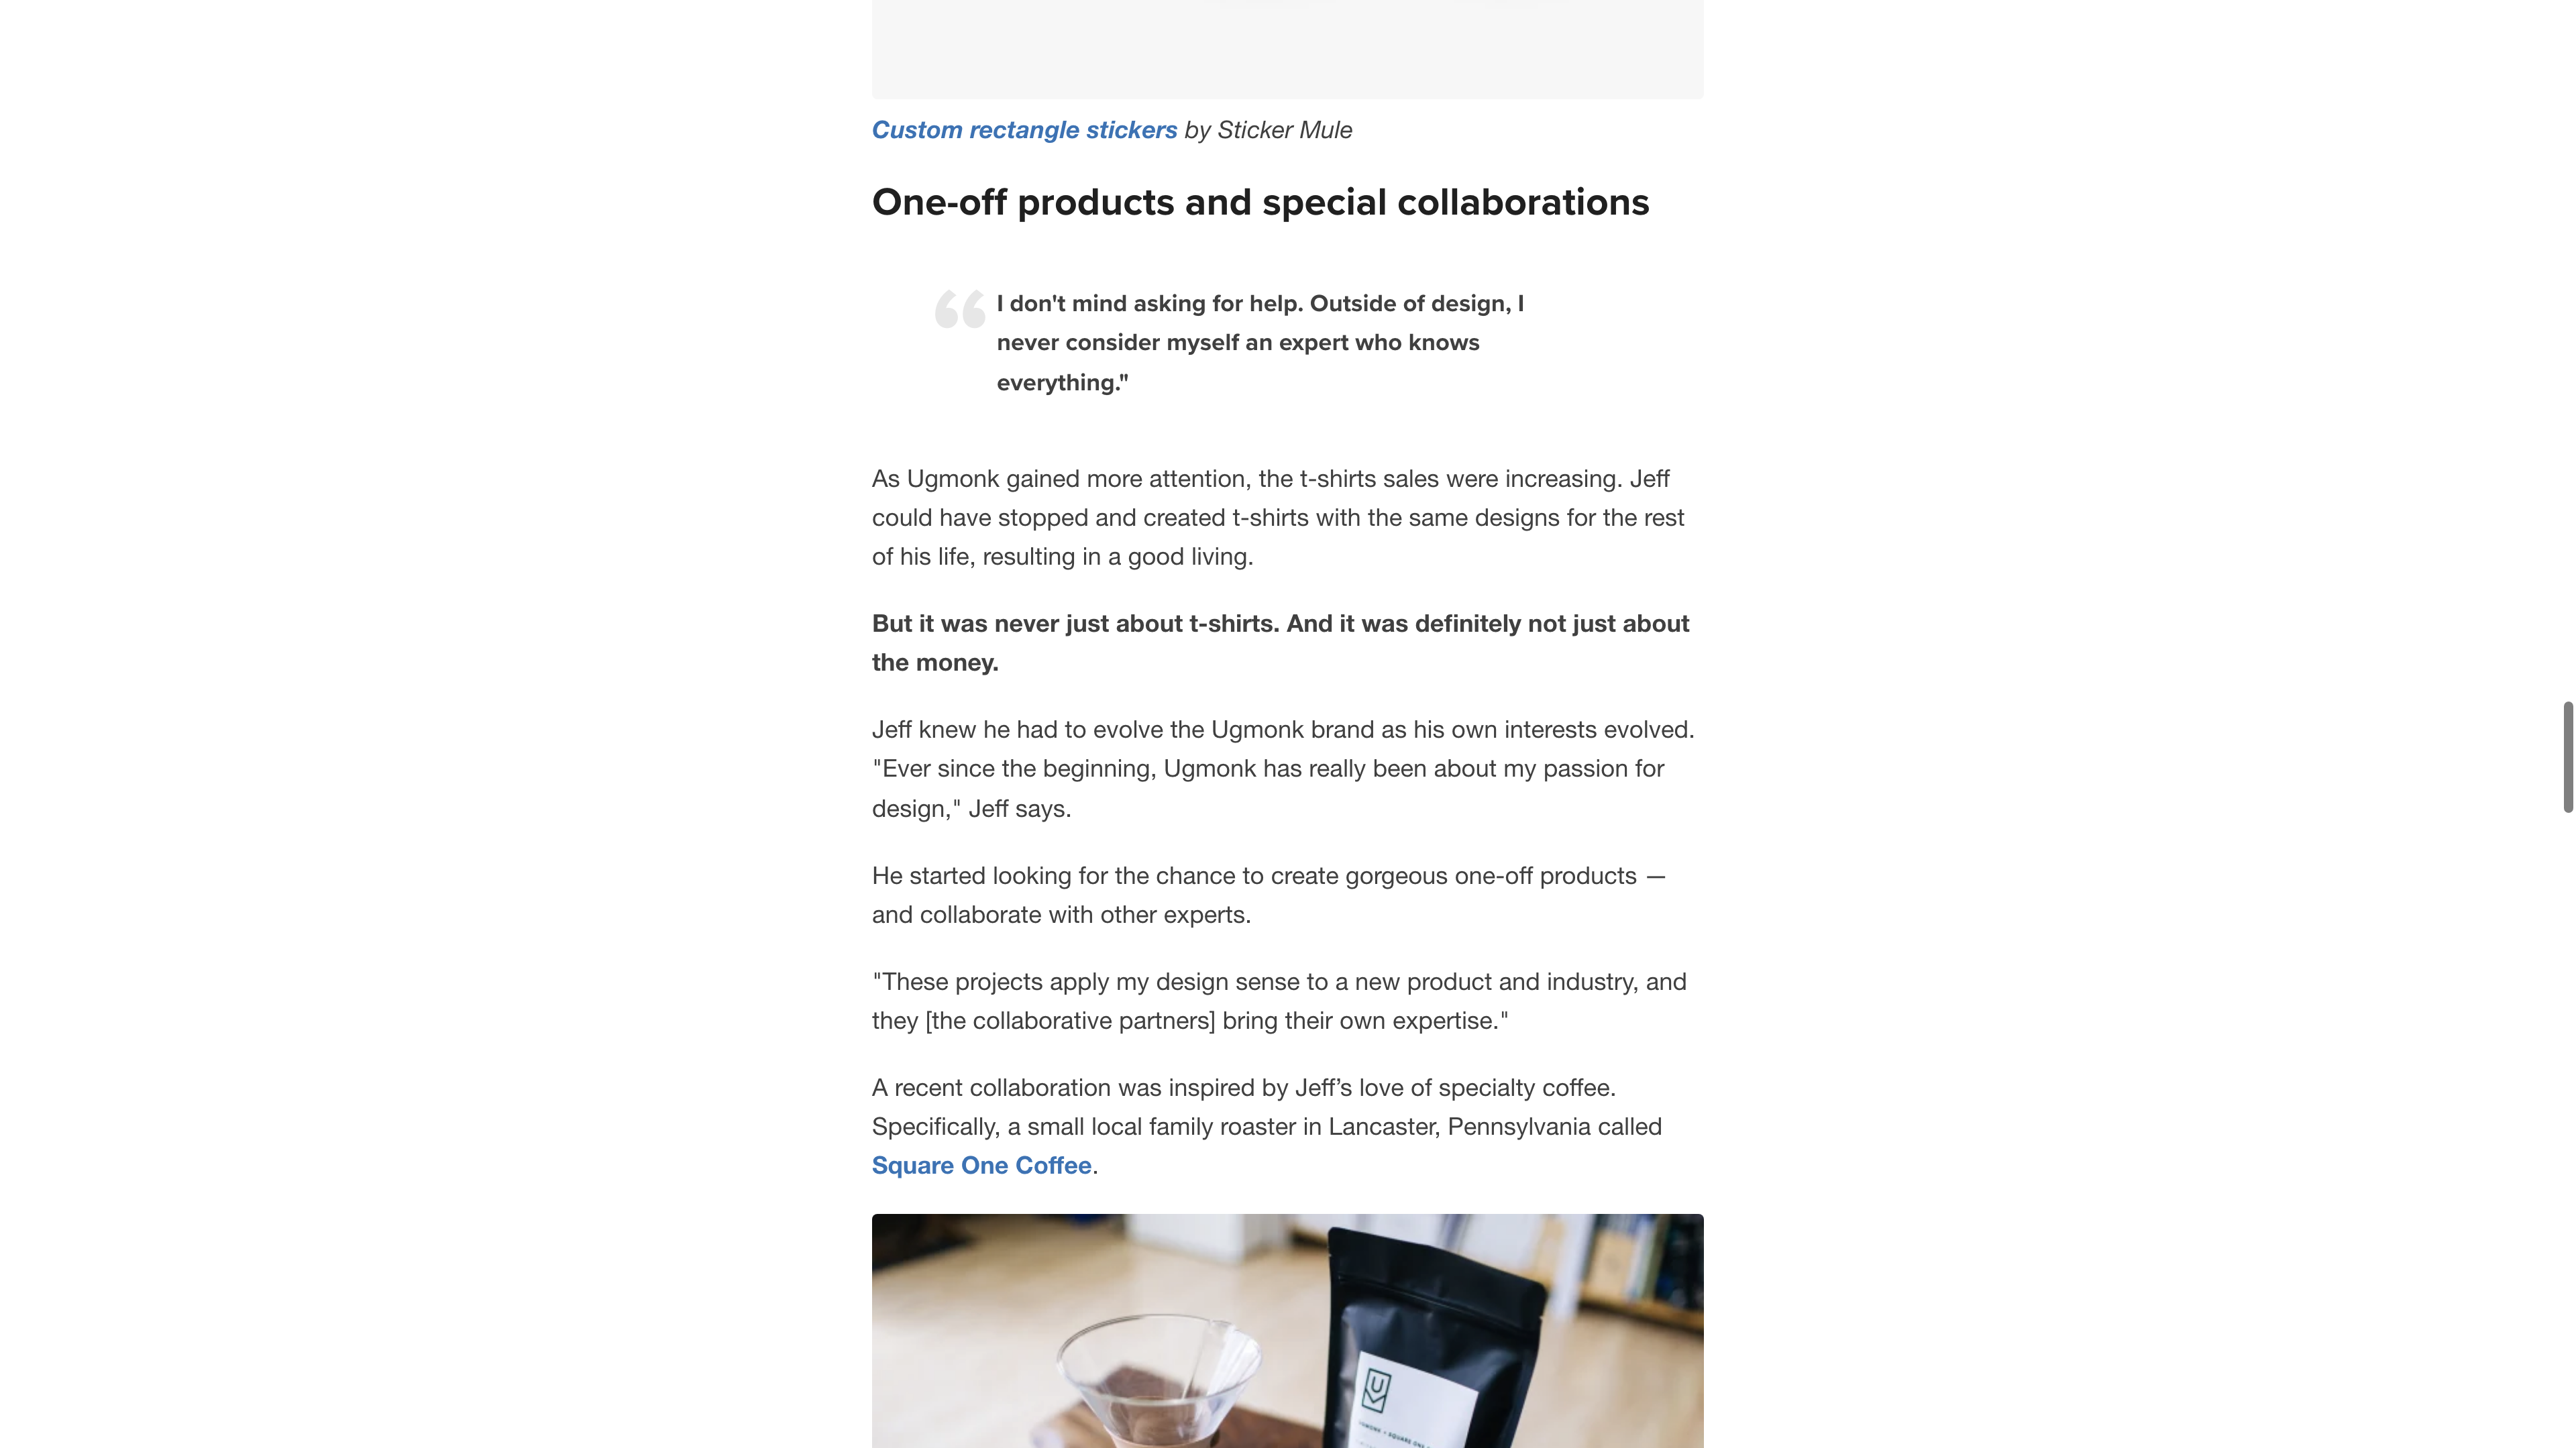 Custom rectangle stickers by Sticker Mule
One-off products and special collaborations
I don't mind asking for help. Outside of design, I
never consider myself an expert who knows
everything."
As Ugmonk gained more attention, the t-shirts sales were increasing. Jeff
could have stopped and created t-shirts with the same designs for the rest
of his life, resulting in a good living.
But it was never just about t-shirts. And it was definitely not just about
the money.
Jeff knew he had to evolve the Ugmonk brand as his own interests evolved.
"Ever since the beginning, Ugmonk has really been about my passion for
design," Jeff says.
He started looking for the chance to create gorgeous one-off products —
and collaborate with other experts.
"These projects apply my design sense to a new product and industry, and
they [the collaborative partners] bring their own expertise."
A recent collaboration was inspired by Jeff’s love of specialty coffee.
Specifically, a small local family roaster in Lancaster, Pennsylvania called
Square One Coffee.